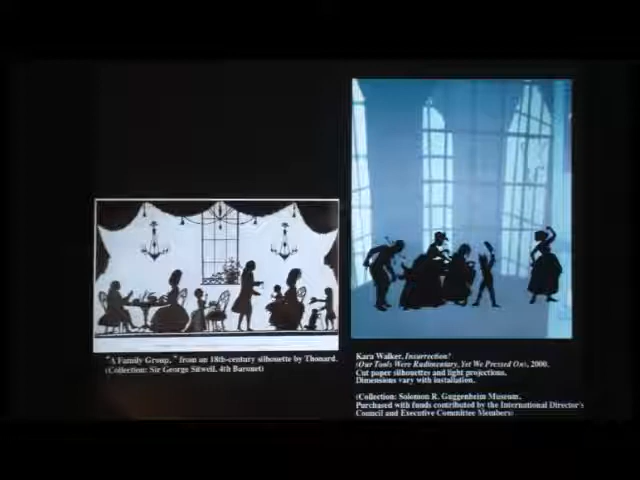 "A Family Group," from an 18th-century silhouette by Thonard.
(Collection: Sir George Sitwell, 4th Baronet)
Kara Walker, Insurrection!
(Our Tools Were Rudimentary, Yet We Pressed On), 2000.
Cut paper silhouettes and light projections.
Dimensions vary with installation.
(Collection: Solomon R. Guggenheim Museum.
Purchased with funds contributed by the International Director's
Council and Executive Committee Members)